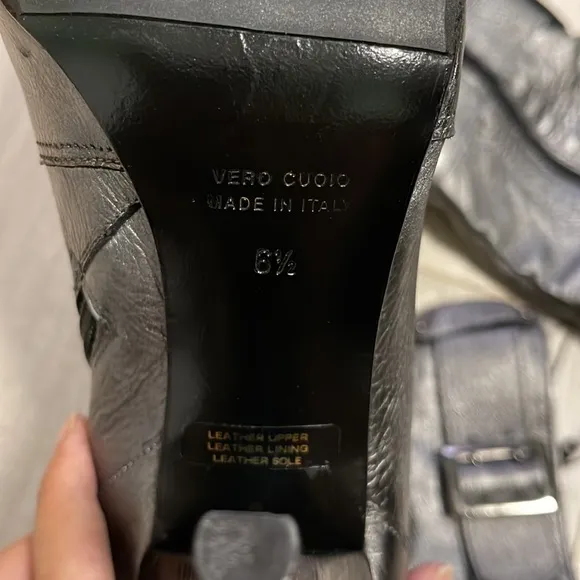 VERO CUOIO
MADE IN ITALY
6½
LEATHER UPPER
LEATHER LINING
LEATHER SOLE